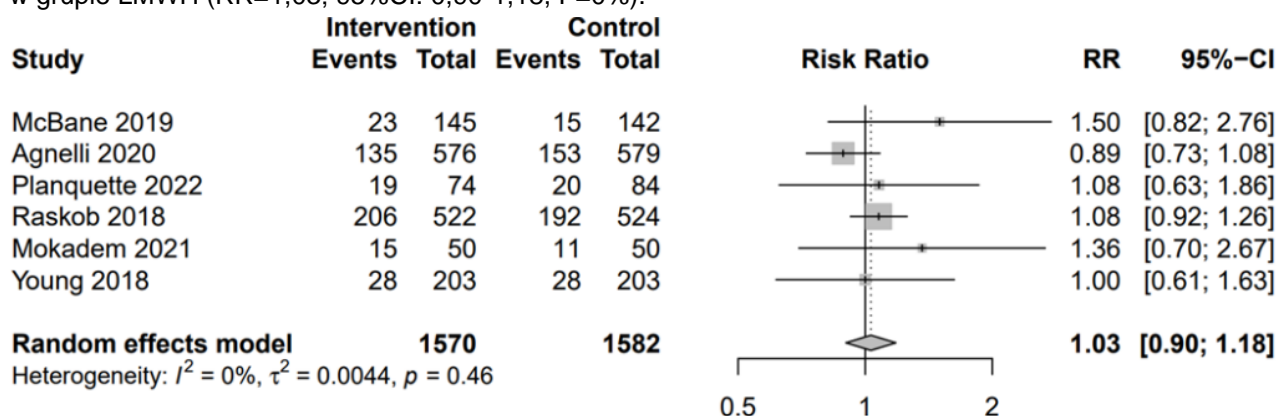 w grupie LMWH (RR=1,03; 95%CI: 0,90-1,18; I²=0%).
Intervention Control
Study Events Total Events Total Risk Ratio RR 95%−CI
McBane 2019 23 145 15 142 1.50 [0.82; 2.76]
Agnelli 2020 135 576 153 579 0.89 [0.73; 1.08]
Planquette 2022 19 74 20 84 1.08 [0.63; 1.86]
Raskob 2018 206 522 192 524 1.08 [0.92; 1.26]
Mokadem 2021 15 50 11 50 1.36 [0.70; 2.67]
Young 2018 28 203 28 203 1.00 [0.61; 1.63]
Random effects model 1570 1582 1.03 [0.90; 1.18]
Heterogeneity: I² = 0%, τ² = 0.0044, p = 0.46
0.5 1 2